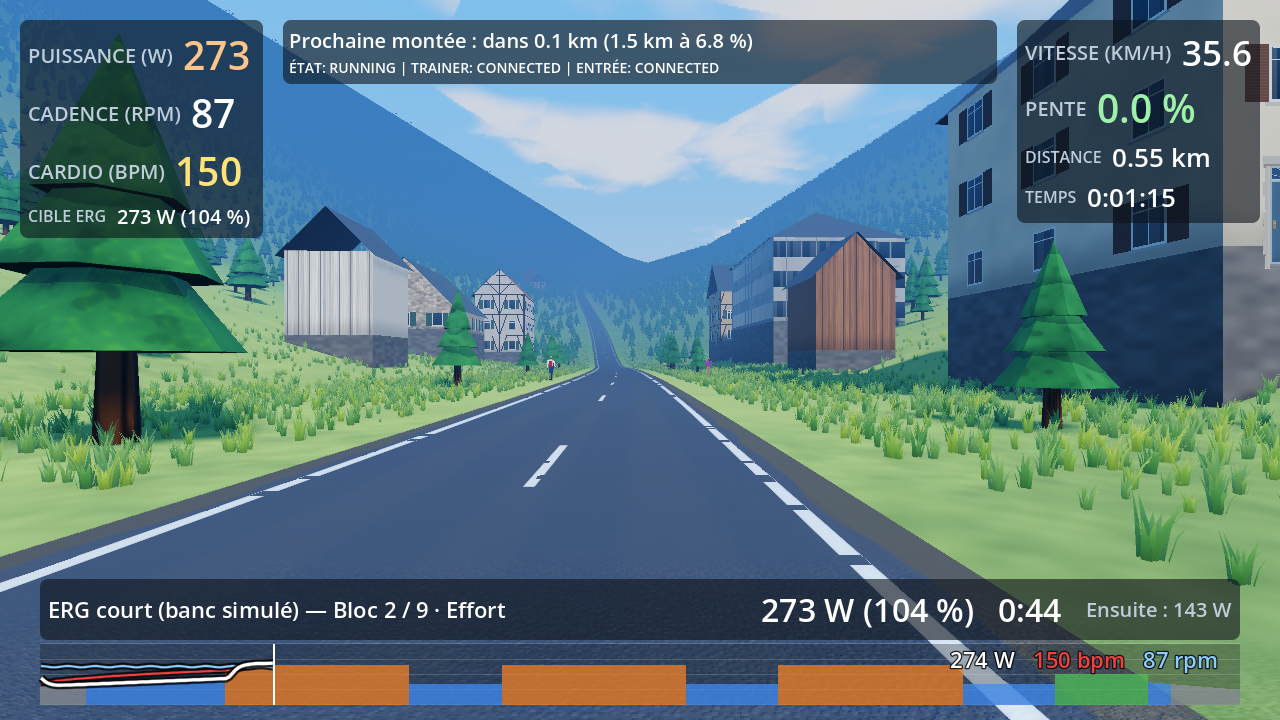 PUISSANCE (W) 273
CADENCE (RPM) 87
CARDIO (BPM) 150
CIBLE ERG 273 W (104 %)
Prochaine montée : dans 0.1 km (1.5 km à 6.8 %)
ÉTAT: RUNNING | TRAINER: CONNECTED | ENTRÉE: CONNECTED
VITESSE (KM/H) 35.6
PENTE 0.0 %
DISTANCE 0.55 km
TEMPS 0:01:15
ERG court (banc simulé) — Bloc 2 / 9 · Effort 273 W (104 %) 0:44 Ensuite : 143 W
274 W 150 bpm 87 rpm